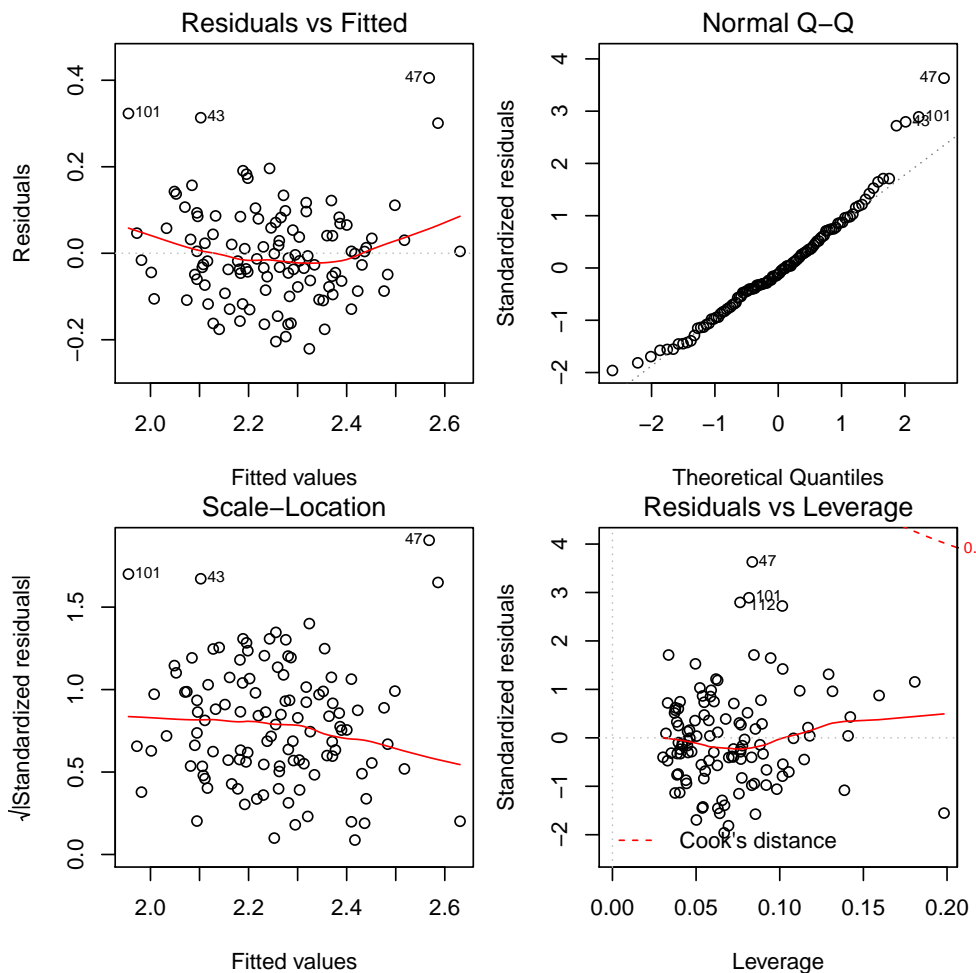 Residuals vs Fitted
Residuals
0.4
0.2
0.0
−0.2
47
101
43
2.0 2.2 2.4 2.6
Fitted values
Normal Q−Q
Standardized residuals
4
3
2
1
0
−1
−2
47
101
43
−2 −1 0 1 2
Theoretical Quantiles
Scale−Location
√|Standardized residuals|
1.5
1.0
0.5
0.0
47
101
43
2.0 2.2 2.4 2.6
Fitted values
Residuals vs Leverage
Standardized residuals
4
3
2
1
0
−1
−2
0.
47
101
112
Cook's distance
0.00 0.05 0.10 0.15 0.20
Leverage